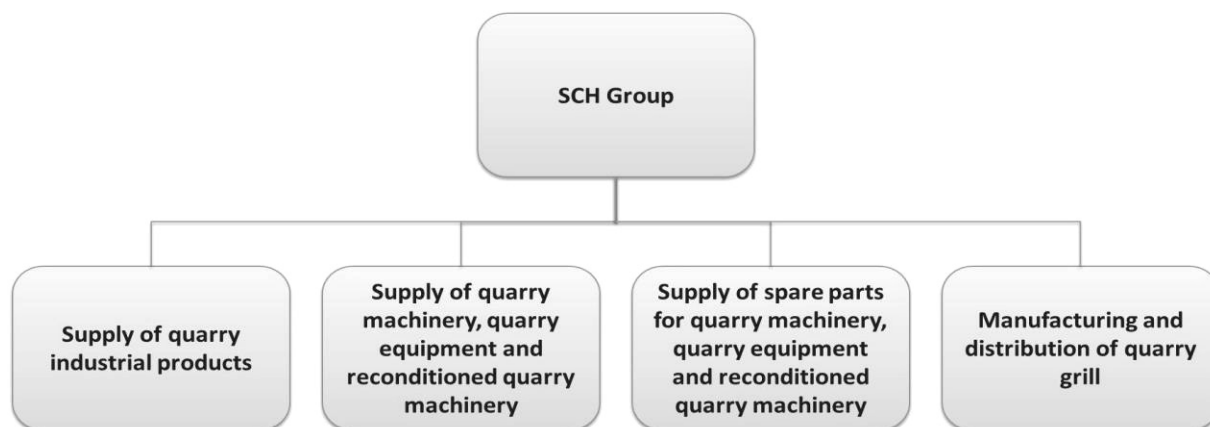 SCH Group
Supply of quarry
industrial products
Supply of quarry
machinery, quarry
equipment and
reconditioned quarry
machinery
Supply of spare parts
for quarry machinery,
quarry equipment
and reconditioned
quarry machinery
Manufacturing and
distribution of quarry
grill